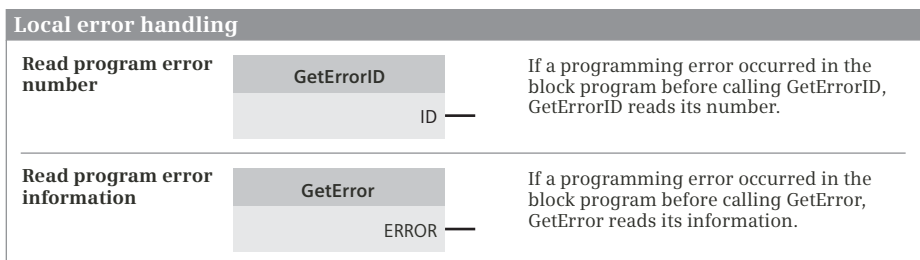 Local error handling
Read program error
number
GetErrorID
ID
If a programming error occurred in the
block program before calling GetErrorID,
GetErrorID reads its number.
Read program error
information
GetError
ERROR
If a programming error occurred in the
block program before calling GetError,
GetError reads its information.